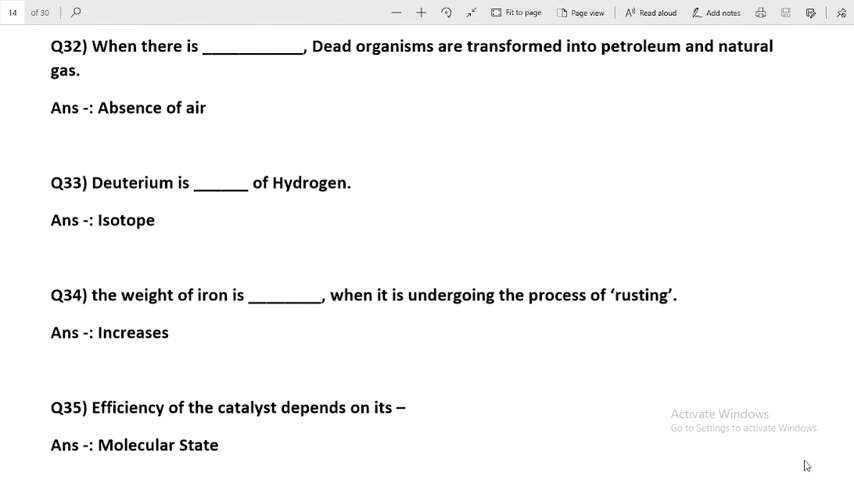 14 of 30 Fit to page Page view Read aloud Add notes
Q32) When there is ____________, Dead organisms are transformed into petroleum and natural
gas.
Ans -: Absence of air
Q33) Deuterium is ______ of Hydrogen.
Ans -: Isotope
Q34) the weight of iron is ________, when it is undergoing the process of ‘rusting’.
Ans -: Increases
Q35) Efficiency of the catalyst depends on its –
Activate Windows
Go to Settings to activate Windows.
Ans -: Molecular State